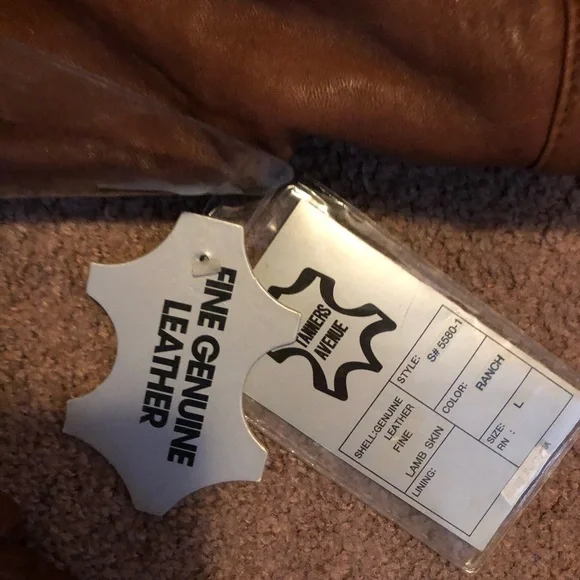 FINE GENUINE
LEATHER
TANNERS
AVENUE
STYLE: S# 5580-1
SHELL:GENUINE
LEATHER
FINE
LAMB SKIN
COLOR: RANCH
LINING:
SIZE: L
RN :